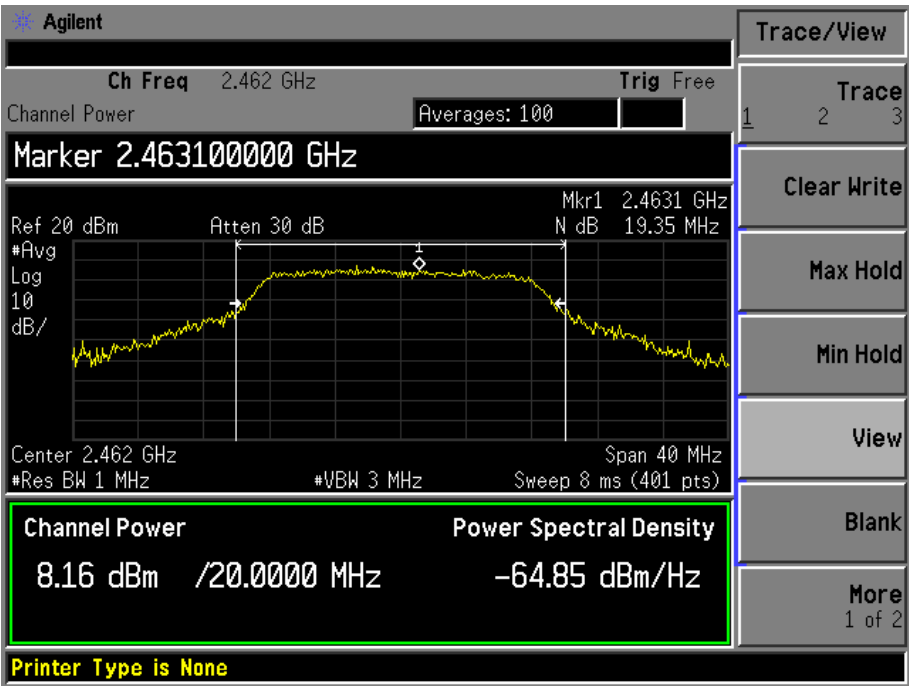 Agilent
Trace/View
Ch Freq 2.462 GHz Trig Free
Channel Power Averages: 100
Marker 2.463100000 GHz
Mkr1 2.4631 GHz
Ref 20 dBm Atten 30 dB N dB 19.35 MHz
#Avg
Log
10
dB/
1
Center 2.462 GHz Span 40 MHz
#Res BW 1 MHz #VBW 3 MHz Sweep 8 ms (401 pts)
Channel Power Power Spectral Density
8.16 dBm /20.0000 MHz -64.85 dBm/Hz
Printer Type is None
Trace
1 2 3
Clear Write
Max Hold
Min Hold
View
Blank
More
1 of 2